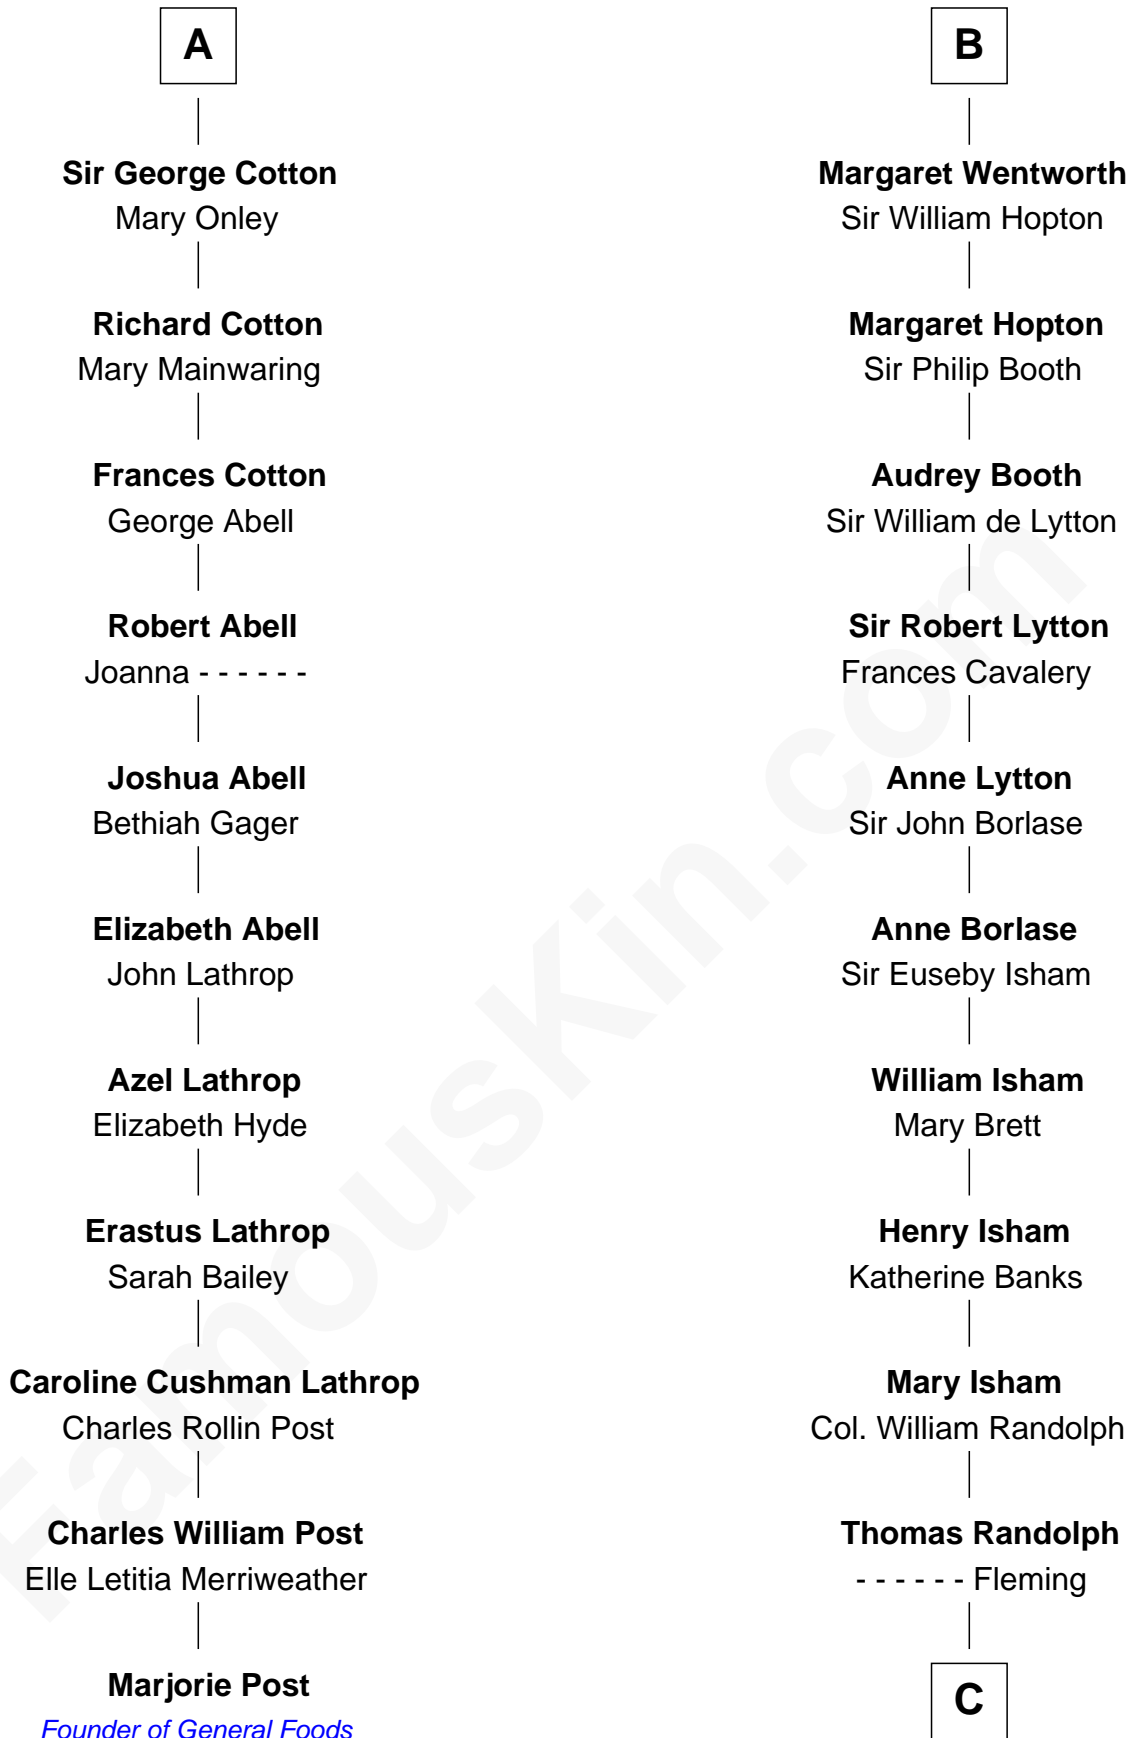 A
Sir George Cotton
Mary Onley
Richard Cotton
Mary Mainwaring
Frances Cotton
George Abell
Robert Abell
Joanna - - - - - -
Joshua Abell
Bethiah Gager
Elizabeth Abell
John Lathrop
Azel Lathrop
Elizabeth Hyde
Erastus Lathrop
Sarah Bailey
Caroline Cushman Lathrop
Charles Rollin Post
Charles William Post
Elle Letitia Merriweather
Marjorie Post
Founder of General Foods
B
Margaret Wentworth
Sir William Hopton
Margaret Hopton
Sir Philip Booth
Audrey Booth
Sir William de Lytton
Sir Robert Lytton
Frances Cavalery
Anne Lytton
Sir John Borlase
Anne Borlase
Sir Euseby Isham
William Isham
Mary Brett
Henry Isham
Katherine Banks
Mary Isham
Col. William Randolph
Thomas Randolph
- - - - - - Fleming
C
FamousKin.com